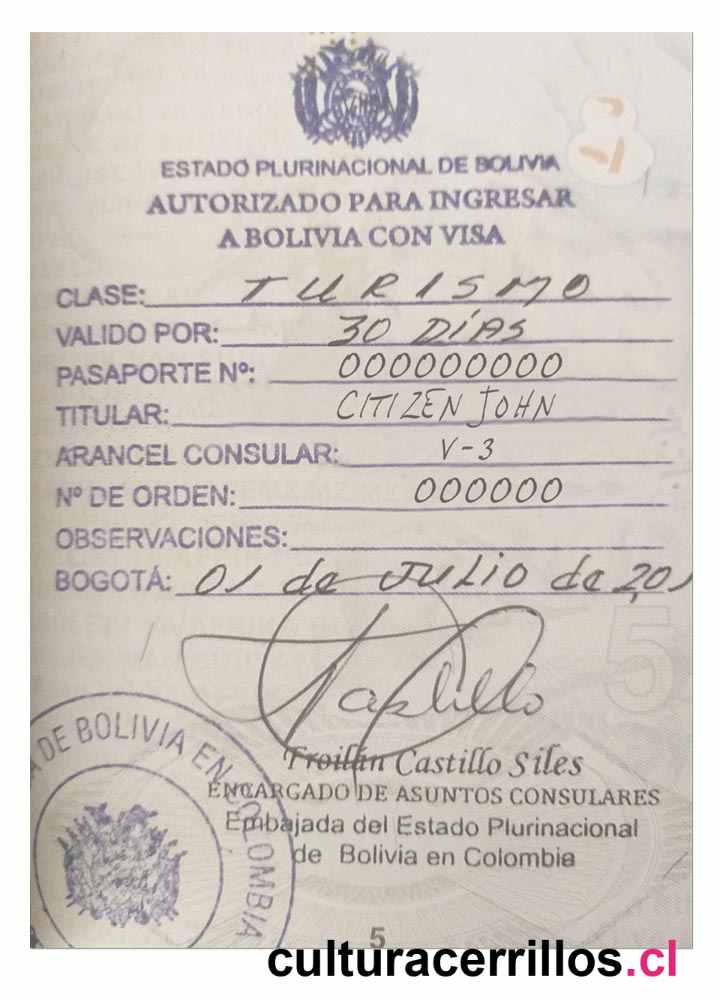 ESTADO PLURINACIONAL DE BOLIVIA
AUTORIZADO PARA INGRESAR
A BOLIVIA CON VISA
CLASE: TURISMO
VALIDO POR: 30 DÍAS
PASAPORTE Nº: 000000000
TITULAR: CITIZEN JOHN
ARANCEL CONSULAR: V-3
Nº DE ORDEN: 000000
OBSERVACIONES:
BOGOTÁ: 01 de JULIO de 201
Castillo
Troilán Castillo Siles
ENCARGADO DE ASUNTOS CONSULARES
Embajada del Estado Plurinacional
de Bolivia en Colombia
DE BOLIVIA EN COLOMBIA
5
5
culturacerrillos.cl